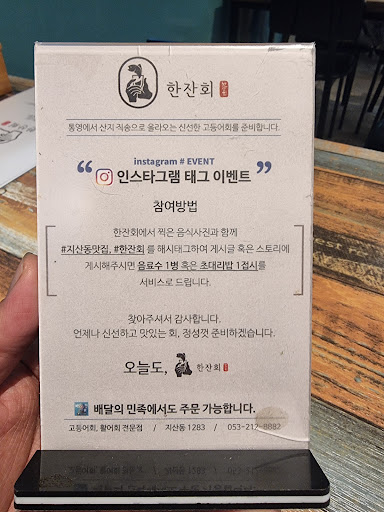 한잔회
통영에서 산지 직송으로 올라오는 신선한 고등어회를 준비합니다.
instagram # EVENT
“ 인스타그램 태그 이벤트 ”
참여방법
한잔회에서 찍은 음식사진과 함께
#지산동맛집, #한잔회 를 해시태그하여 게시글 혹은 스토리에
게시해주시면 음료수 1병 혹은 초대리밥 1접시를
서비스로 드립니다.
찾아주셔서 감사합니다.
언제나 신선하고 맛있는 회, 정성껏 준비하겠습니다.
오늘도, 한잔회
배달의 민족에서도 주문 가능합니다.
고등어회, 활어회 전문점 / 지산동 1283 / 053-212-8882